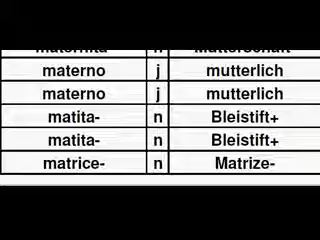 materno j mutterlich
materno j mutterlich
matita- n Bleistift+
matita- n Bleistift+
matrice- n Matrize-